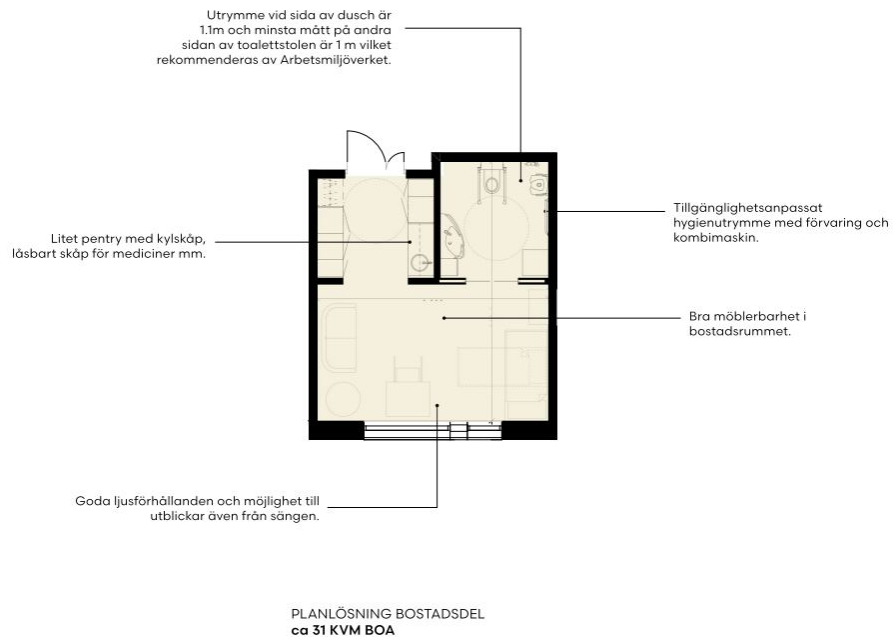 Utrymme vid sida av dusch är
1.1m och minsta mått på andra
sidan av toalettstolen är 1 m vilket
rekommenderas av Arbetsmiljöverket.
Tillgänglighetsanpassat
hygienutrymme med förvaring och
kombimaskin.
Litet pentry med kylskåp,
låsbart skåp för mediciner mm.
Bra möblerbarhet i
bostadsrummet.
Goda ljusförhållanden och möjlighet till
utblickar även från sängen.
PLANLÖSNING BOSTADSDEL
ca 31 KVM BOA